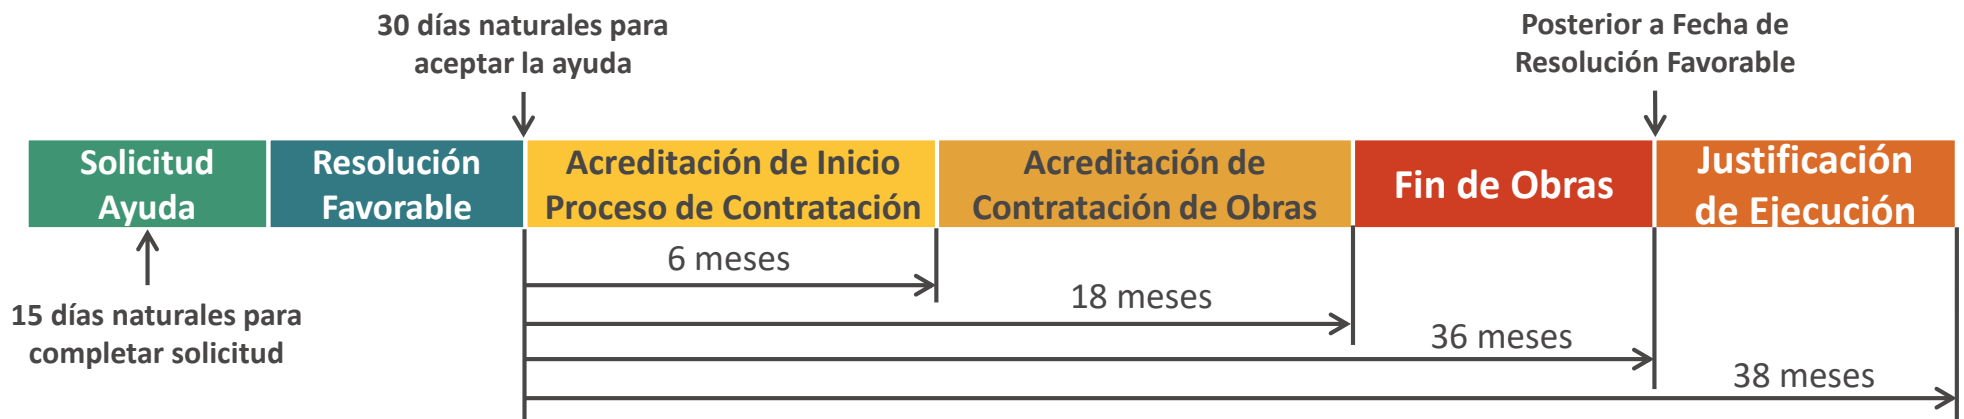 30 días naturales para
aceptar la ayuda
Posterior a Fecha de
Resolución Favorable
Solicitud
Ayuda
Resolución
Favorable
Acreditación de Inicio
Proceso de Contratación
Acreditación de
Contratación de Obras
Fin de Obras
Justificación
de Ejecución
6 meses
18 meses
36 meses
38 meses
15 días naturales para
completar solicitud